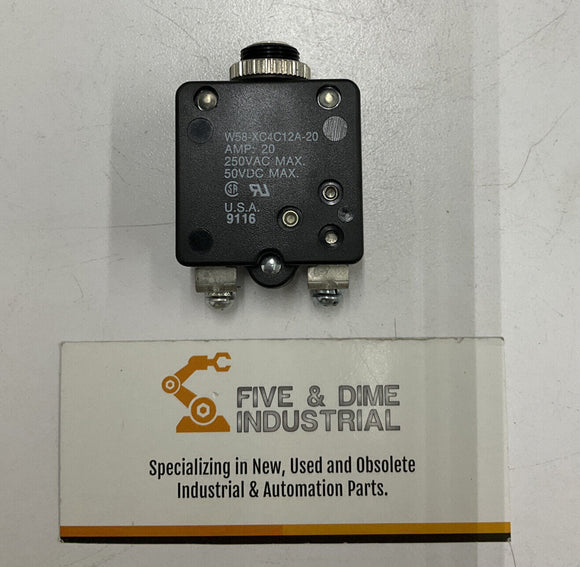 W58-XC4C12A-20
AMP: 20
250VAC MAX.
50VDC MAX.
U.S.A.
9116
FIVE & DIME
INDUSTRIAL
Specializing in New, Used and Obsolete
Industrial & Automation Parts.